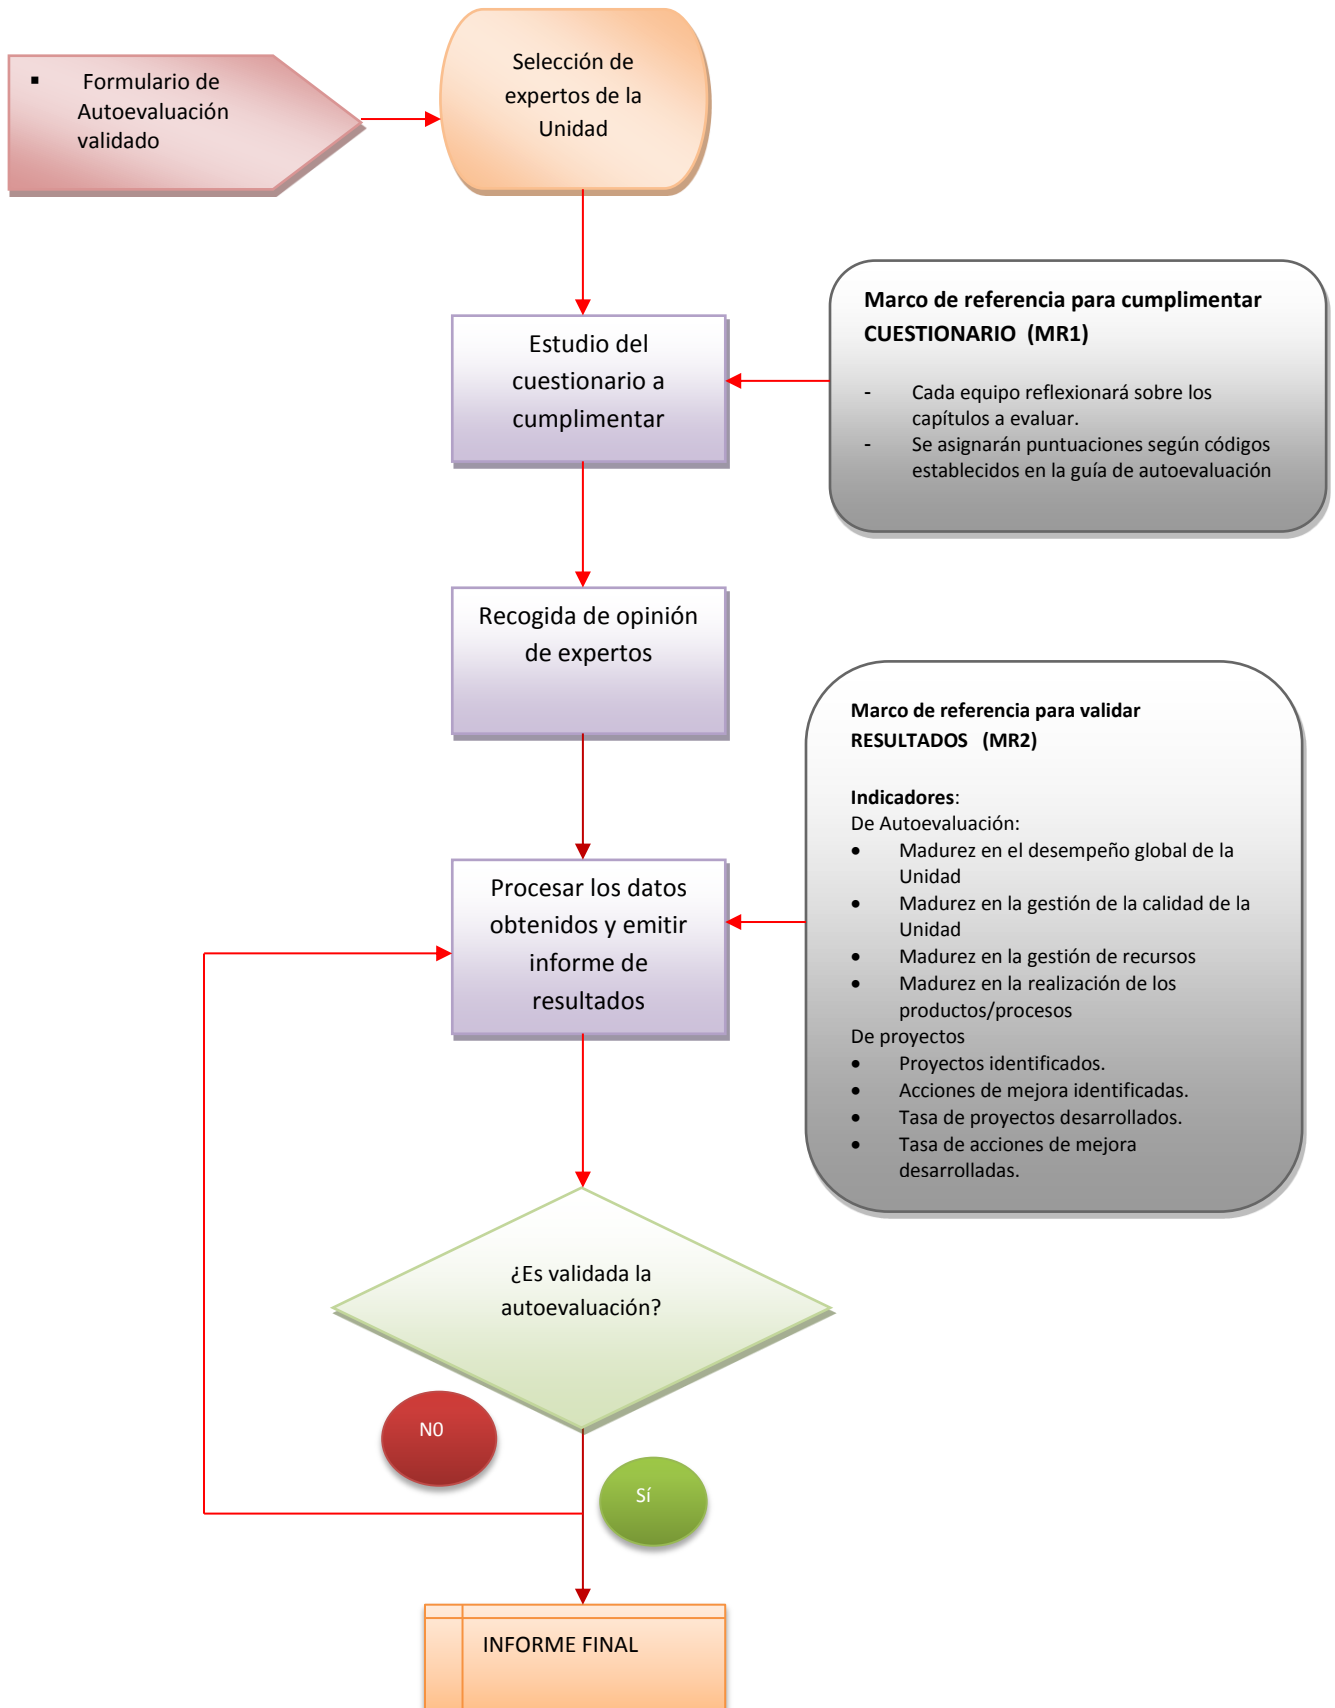 ▪ Formulario de
Autoevaluación
validado
Selección de
expertos de la
Unidad
Marco de referencia para cumplimentar
CUESTIONARIO (MR1)
- Cada equipo reflexionará sobre los
capítulos a evaluar.
- Se asignarán puntuaciones según códigos
establecidos en la guía de autoevaluación
Estudio del
cuestionario a
cumplimentar
Recogida de opinión
de expertos
Marco de referencia para validar
RESULTADOS (MR2)
Indicadores:
De Autoevaluación:
• Madurez en el desempeño global de la
Unidad
• Madurez en la gestión de la calidad de la
Unidad
• Madurez en la gestión de recursos
• Madurez en la realización de los
productos/procesos
De proyectos
• Proyectos identificados.
• Acciones de mejora identificadas.
• Tasa de proyectos desarrollados.
• Tasa de acciones de mejora
desarrolladas.
Procesar los datos
obtenidos y emitir
informe de
resultados
¿Es validada la
autoevaluación?
N0
Sí
INFORME FINAL